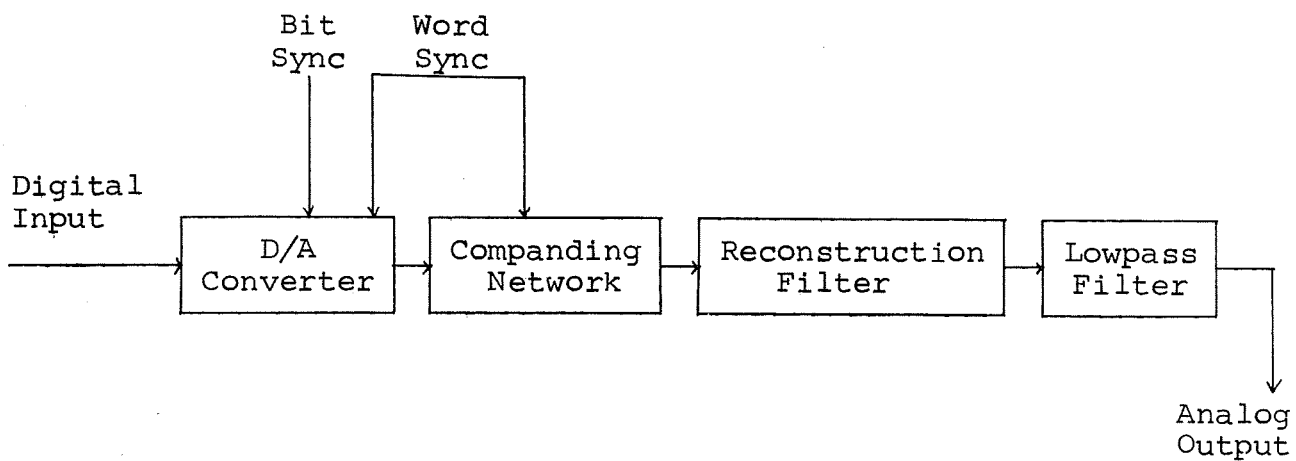 Bit
Sync
Word
Sync
Digital
Input
D/A
Converter
Companding
Network
Reconstruction
Filter
Lowpass
Filter
Analog
Output